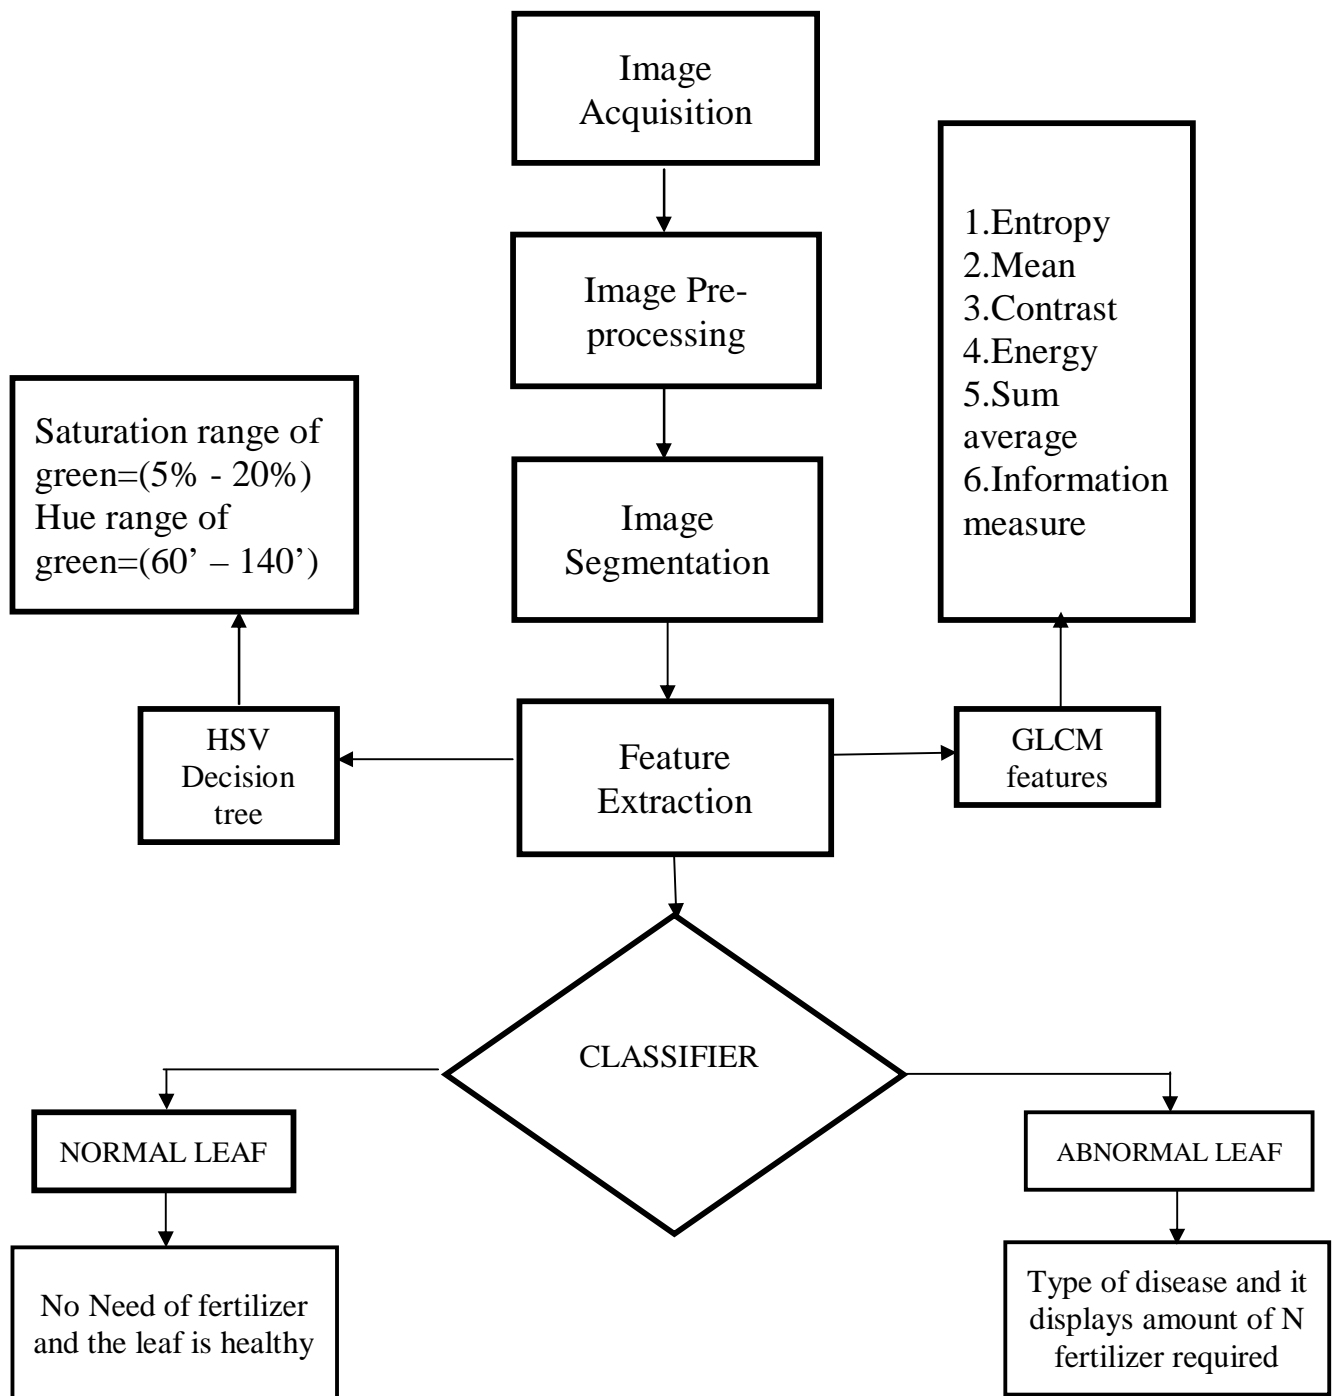 Image
Acquisition
Image Pre-
processing
Image
Segmentation
Feature
Extraction
HSV
Decision
tree
Saturation range of
green=(5% - 20%)
Hue range of
green=(60’ – 140’)
GLCM
features
1.Entropy
2.Mean
3.Contrast
4.Energy
5.Sum
average
6.Information
measure
CLASSIFIER
NORMAL LEAF
No Need of fertilizer
and the leaf is healthy
ABNORMAL LEAF
Type of disease and it
displays amount of N
fertilizer required